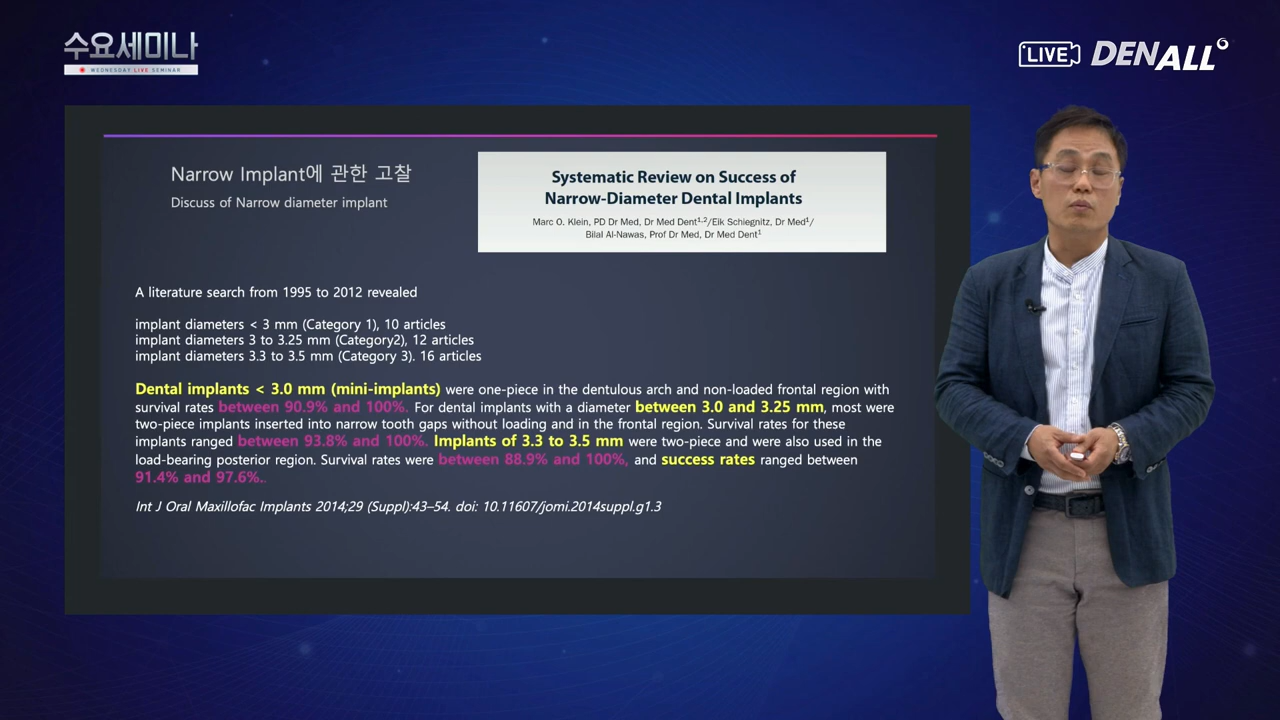 수요세미나
WEDNESDAY LIVE SEMINAR
LIVE
DENALL
Narrow Implant에 관한 고찰
Discuss of Narrow diameter implant
Systematic Review on Success of
Narrow-Diameter Dental Implants
Marc O. Klein, PD Dr Med, Dr Med Dent1,2/Eik Schiegnitz, Dr Med1/
Bilal Al-Nawas, Prof Dr Med, Dr Med Dent1
A literature search from 1995 to 2012 revealed
implant diameters < 3 mm (Category 1), 10 articles
implant diameters 3 to 3.25 mm (Category2), 12 articles
implant diameters 3.3 to 3.5 mm (Category 3). 16 articles
Dental implants < 3.0 mm (mini-implants) were one-piece in the dentulous arch and non-loaded frontal region with
survival rates between 90.9% and 100%. For dental implants with a diameter between 3.0 and 3.25 mm, most were
two-piece implants inserted into narrow tooth gaps without loading and in the frontal region. Survival rates for these
implants ranged between 93.8% and 100%. Implants of 3.3 to 3.5 mm were two-piece and were also used in the
load-bearing posterior region. Survival rates were between 88.9% and 100%, and success rates ranged between
91.4% and 97.6%..
Int J Oral Maxillofac Implants 2014;29 (Suppl):43–54. doi: 10.11607/jomi.2014suppl.g1.3